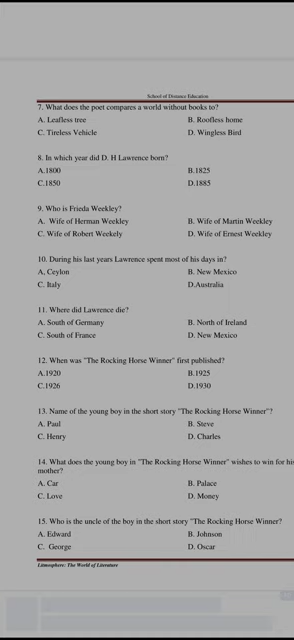 School of Distance Education
7. What does the poet compares a world without books to?
A. Leafless tree B. Roofless home
C. Tireless Vehicle D. Wingless Bird
8. In which year did D. H Lawrence born?
A.1800 B.1825
C.1850 D.1885
9. Who is Frieda Weekley?
A. Wife of Herman Weekley B. Wife of Martin Weekley
C. Wife of Robert Weekely D. Wife of Ernest Weekley
10. During his last years Lawrence spent most of his days in?
A, Ceylon B. New Mexico
C. Italy D.Australia
11. Where did Lawrence die?
A. South of Germany B. North of Ireland
C. South of France D. New Mexico
12. When was "The Rocking Horse Winner" first published?
A.1920 B.1925
C.1926 D.1930
13. Name of the young boy in the short story "The Rocking Horse Winner"?
A. Paul B. Steve
C. Henry D. Charles
14. What does the young boy in "The Rocking Horse Winner" wishes to win for his
mother?
A. Car B. Palace
C. Love D. Money
15. Who is the uncle of the boy in the short story "The Rocking Horse Winner?
A. Edward B. Johnson
C. George D. Oscar
Litmosphere: The World of Literature